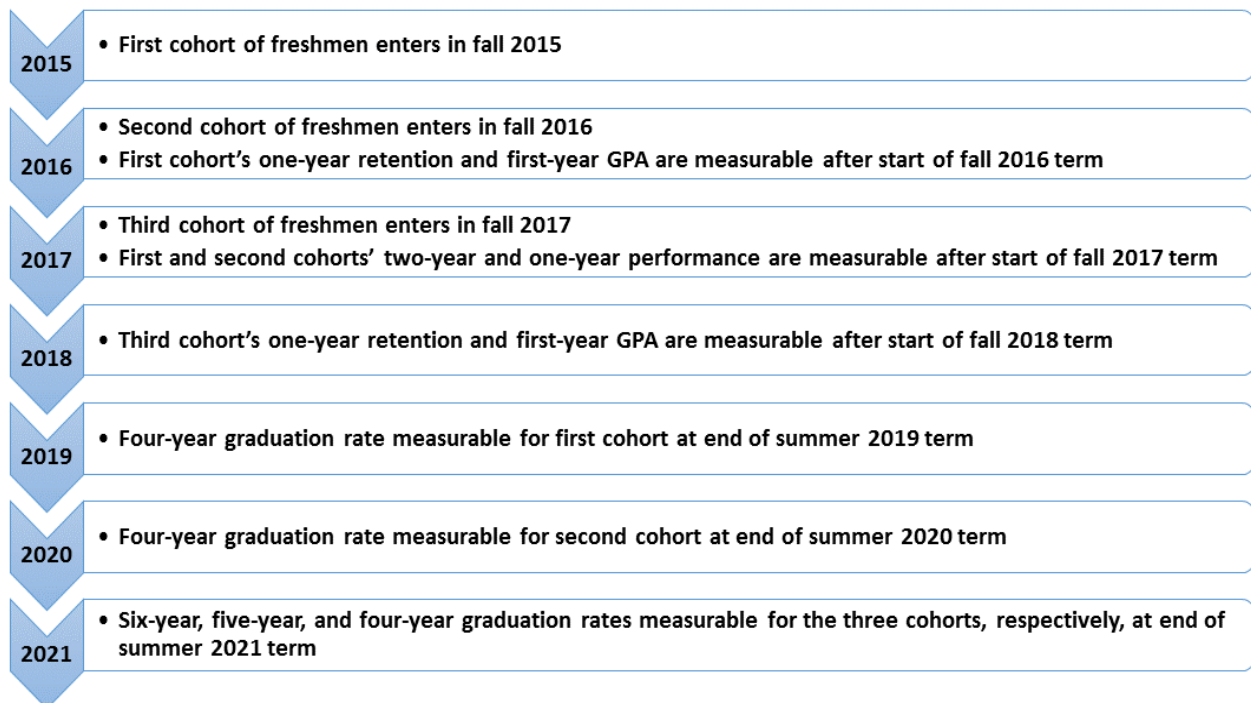 2015
• First cohort of freshmen enters in fall 2015
2016
• Second cohort of freshmen enters in fall 2016
• First cohort's one-year retention and first-year GPA are measurable after start of fall 2016 term
2017
• Third cohort of freshmen enters in fall 2017
• First and second cohorts' two-year and one-year performance are measurable after start of fall 2017 term
2018
• Third cohort's one-year retention and first-year GPA are measurable after start of fall 2018 term
2019
• Four-year graduation rate measurable for first cohort at end of summer 2019 term
2020
• Four-year graduation rate measurable for second cohort at end of summer 2020 term
2021
• Six-year, five-year, and four-year graduation rates measurable for the three cohorts, respectively, at end of
summer 2021 term